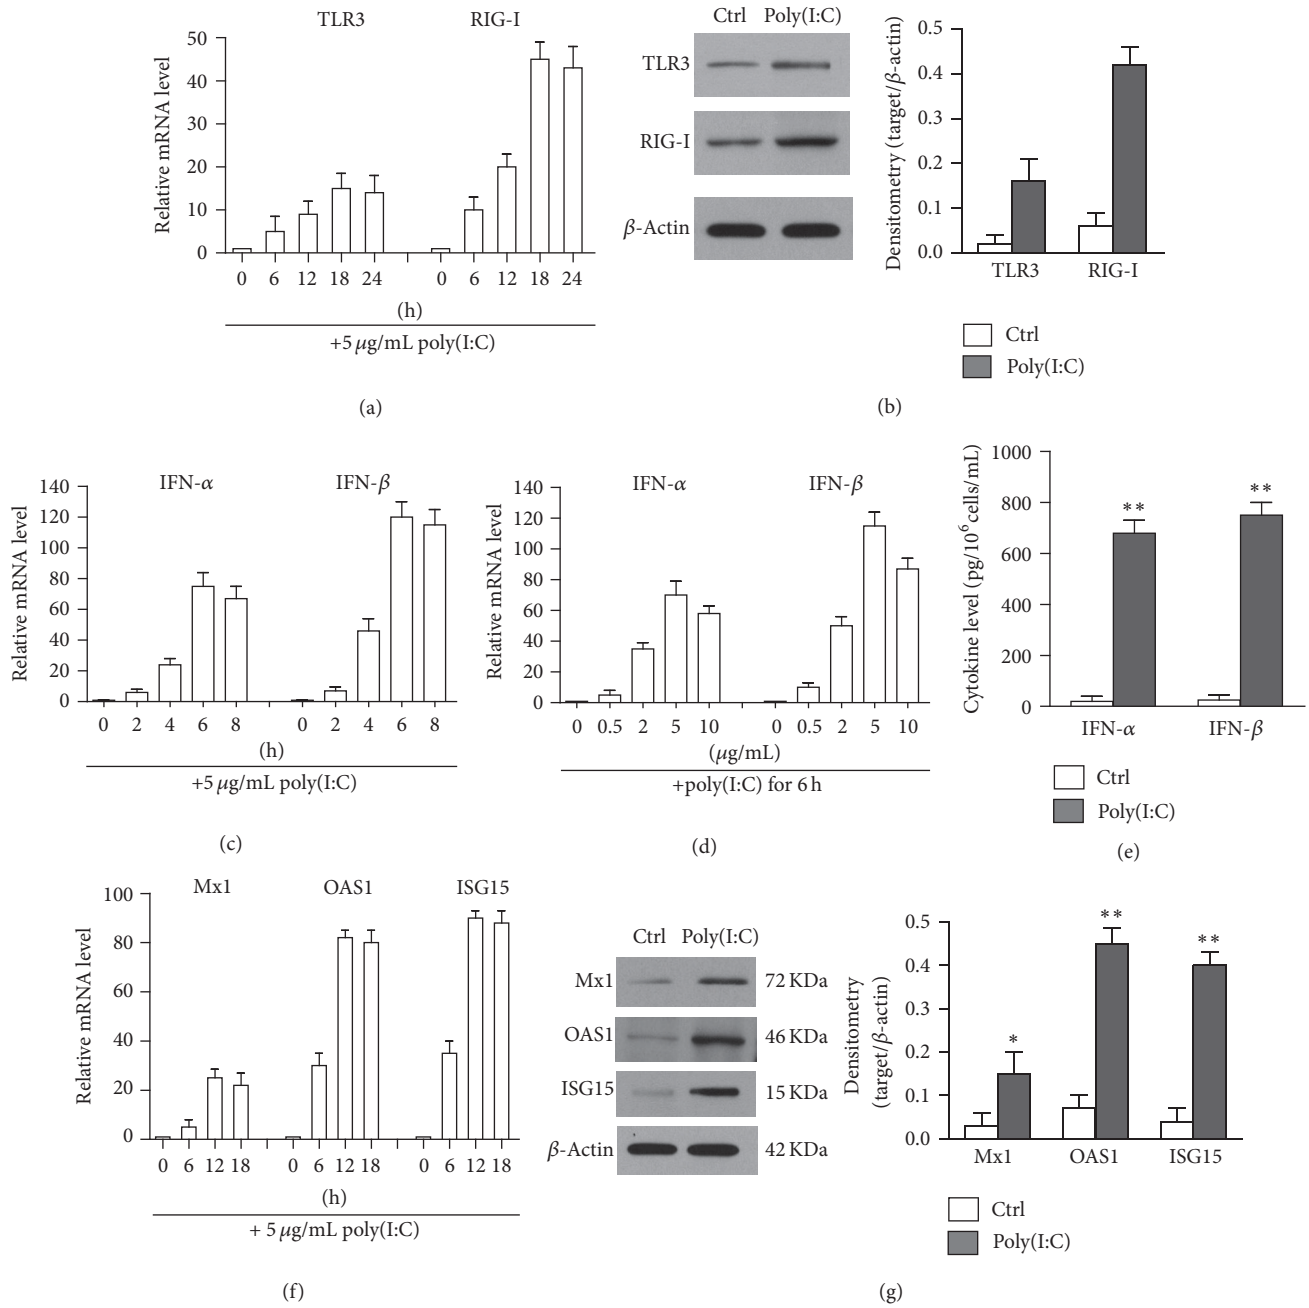 TLR3 RIG-I
Relative mRNA level
50
40
30
20
10
0
0 6 12 18 24 0 6 12 18 24
(h)
+5 μg/mL poly(I:C)
(a)
Ctrl Poly(I:C)
TLR3
RIG-I
β-Actin
Densitometry (target/β-actin)
0.5
0.4
0.3
0.2
0.1
0.0
TLR3 RIG-I
Ctrl
Poly(I:C)
(b)
IFN-α IFN-β
Relative mRNA level
140
120
100
80
60
40
20
0
0 2 4 6 8 0 2 4 6 8
(h)
+5 μg/mL poly(I:C)
(c)
IFN-α IFN-β
Relative mRNA level
140
120
100
80
60
40
20
0
0 0.5 2 5 10 0 0.5 2 5 10
(μg/mL)
+poly(I:C) for 6 h
(d)
Cytokine level (pg/10⁶ cells/mL)
1000
800
600
400
200
0
** **
IFN-α IFN-β
Ctrl
Poly(I:C)
(e)
Mx1 OAS1 ISG15
Relative mRNA level
100
80
60
40
20
0
0 6 12 18 0 6 12 18 0 6 12 18
(h)
+ 5 μg/mL poly(I:C)
(f)
Ctrl Poly(I:C)
Mx1 72 KDa
OAS1 46 KDa
ISG15 15 KDa
β-Actin 42 KDa
Densitometry
(target/β-actin)
0.5
0.4
0.3
0.2
0.1
0.0
* ** **
Mx1 OAS1 ISG15
Ctrl
Poly(I:C)
(g)